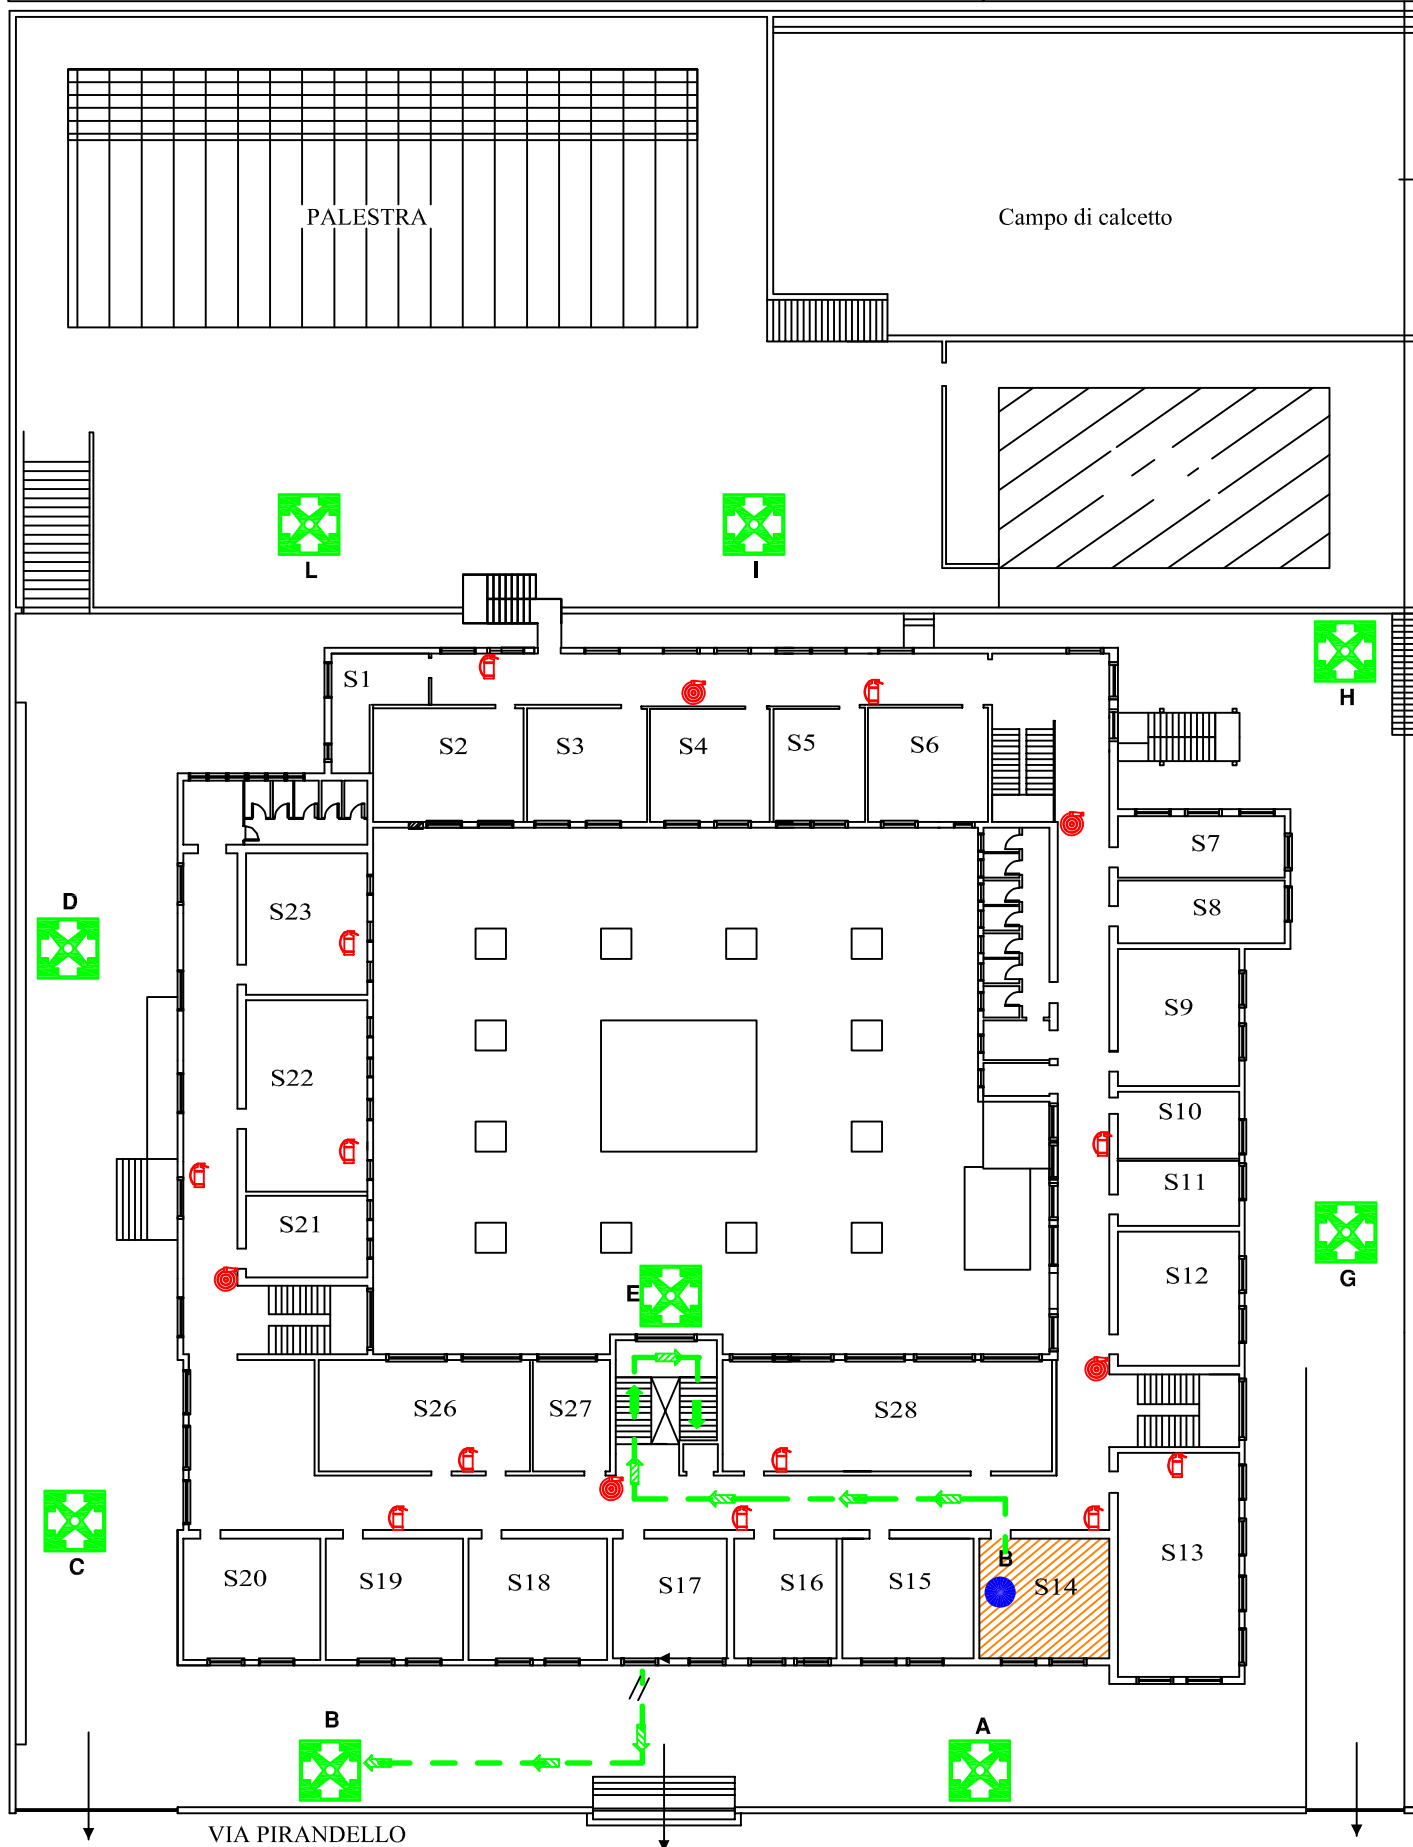 PALESTRA
Campo di calcetto
L
I
H
S1
S2
S3
S4
S5
S6
S7
S8
D
S23
S9
S22
S10
S11
S21
S12
G
E
S26
S27
S28
C
S20
S19
S18
S17
S16
S15
B
S14
S13
B
A
VIA PIRANDELLO